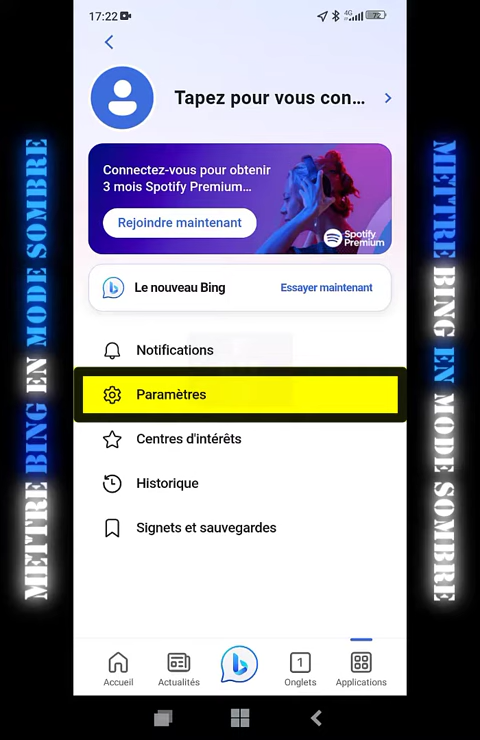 17:22
4G
72
Tapez pour vous con...
Connectez-vous pour obtenir
3 mois Spotify Premium...
Rejoindre maintenant
Spotify
Premium
Le nouveau Bing
Essayer maintenant
Notifications
Paramètres
Centres d'intérêts
Historique
Signets et sauvegardes
1
Accueil
Actualités
Onglets
Applications
METTRE BING EN MODE SOMBRE
METTRE BING EN MODE SOMBRE